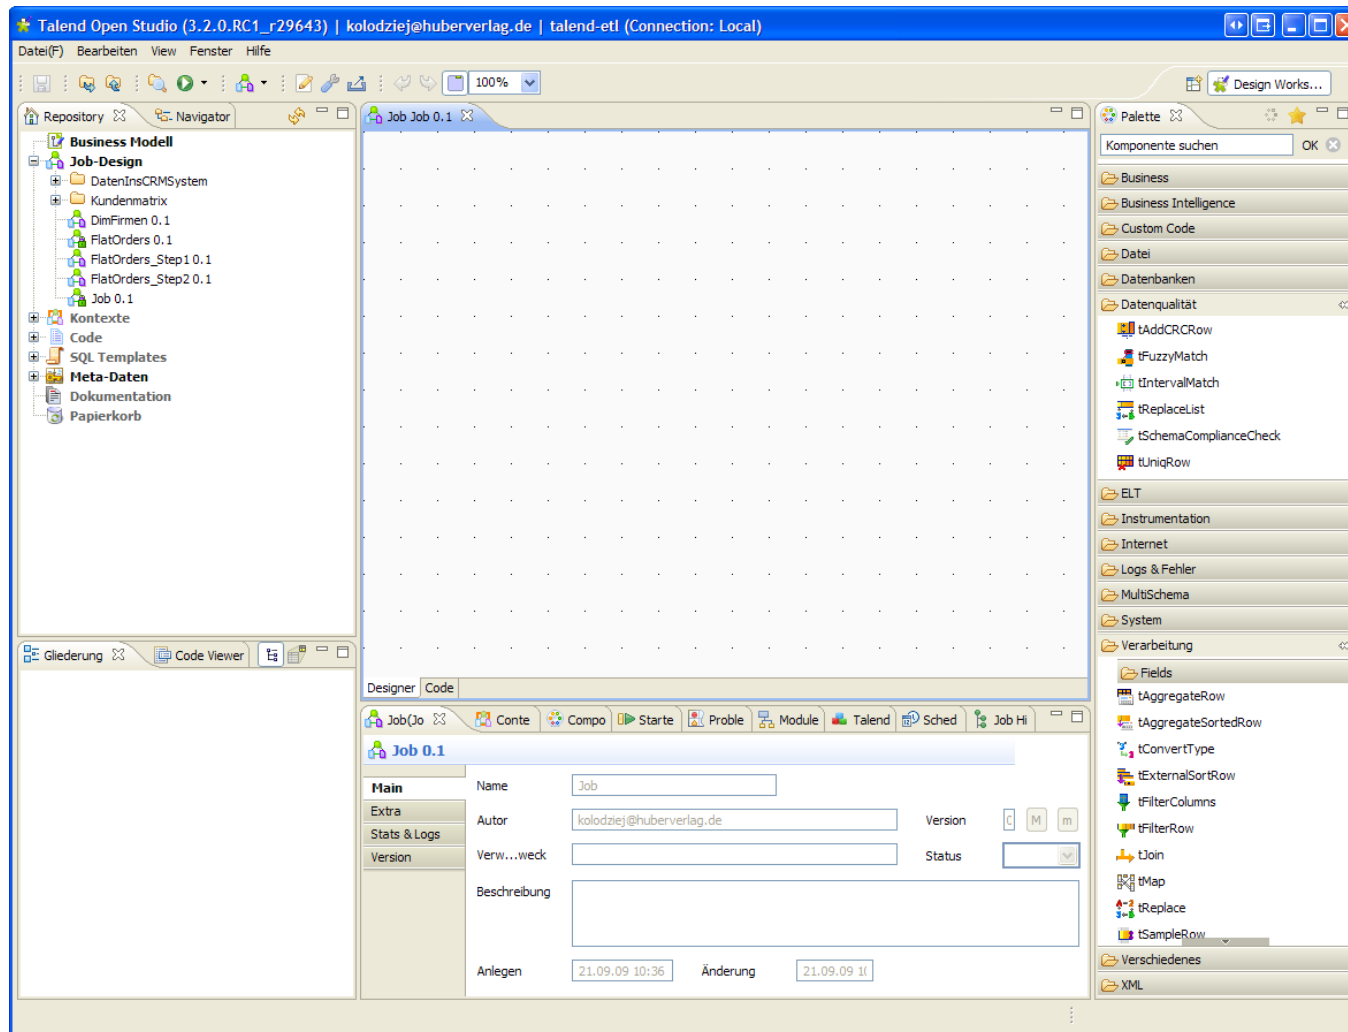 Talend Open Studio (3.2.0.RC1_r29643) | kolodziej@huberverlag.de | talend-etl (Connection: Local)
Datei(F) Bearbeiten View Fenster Hilfe
100%
Design Works...
Repository
Navigator
Business Modell
Job-Design
DatenInsCRMSystem
Kundenmatrix
DimFirmen 0.1
FlatOrders 0.1
FlatOrders_Step1 0.1
FlatOrders_Step2 0.1
Job 0.1
Kontexte
Code
SQL Templates
Meta-Daten
Dokumentation
Papierkorb
Gliederung
Code Viewer
Job Job 0.1
Designer Code
Job(Jo
Conte
Compo
Starte
Proble
Module
Talend
Sched
Job Hi
Job 0.1
Main
Extra
Stats & Logs
Version
Name Job
Autor kolodziej@huberverlag.de Version M m
Verw...weck Status
Beschreibung
Anlegen 21.09.09 10:36 Änderung 21.09.09 1
Palette
Komponente suchen OK
Business
Business Intelligence
Custom Code
Datei
Datenbanken
Datenqualität
tAddCRCRow
tFuzzyMatch
tIntervalMatch
tReplaceList
tSchemaComplianceCheck
tUniqRow
ELT
Instrumentation
Internet
Logs & Fehler
MultiSchema
System
Verarbeitung
Fields
tAggregateRow
tAggregateSortedRow
tConvertType
tExternalSortRow
tFilterColumns
tFilterRow
tJoin
tMap
tReplace
tSampleRow
Verschiedenes
XML